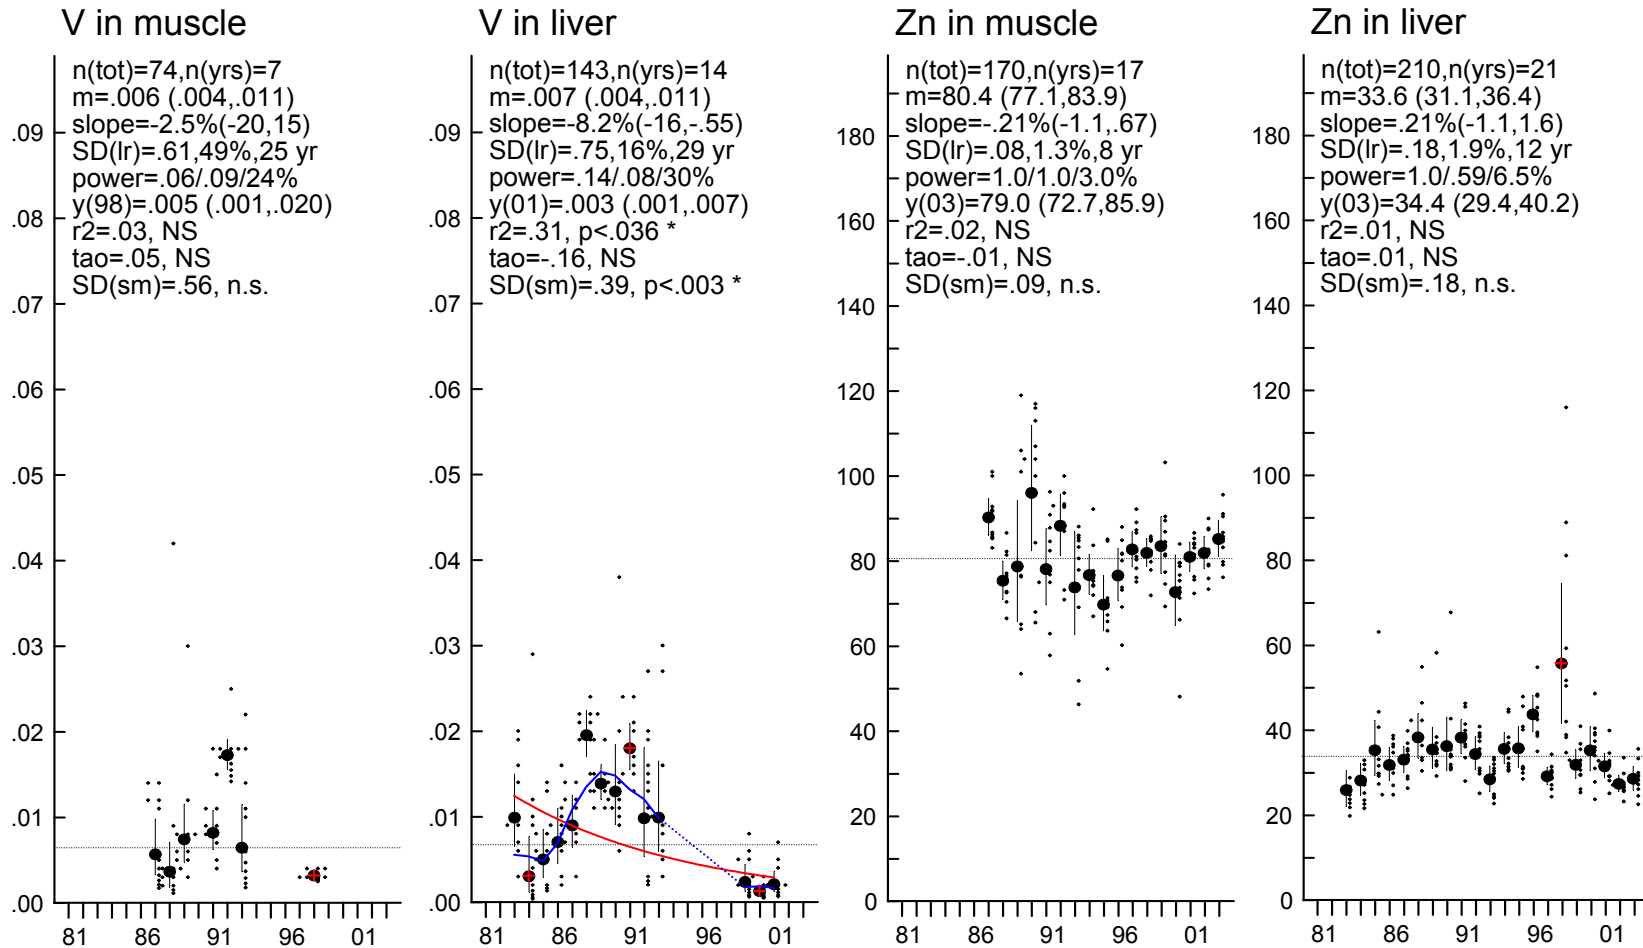 V in muscle
n(tot)=74,n(yrs)=7
m=.006 (.004,.011)
slope=-2.5%(-20,15)
SD(lr)=.61,49%,25 yr
power=.06/.09/24%
y(98)=.005 (.001,.020)
r2=.03, NS
tao=.05, NS
SD(sm)=.56, n.s.
.09
.08
.07
.06
.05
.04
.03
.02
.01
.00
81 86 91 96 01
V in liver
n(tot)=143,n(yrs)=14
m=.007 (.004,.011)
slope=-8.2%(-16,-.55)
SD(lr)=.75,16%,29 yr
power=.14/.08/30%
y(01)=.003 (.001,.007)
r2=.31, p<.036 *
tao=-.16, NS
SD(sm)=.39, p<.003 *
.09
.08
.07
.06
.05
.04
.03
.02
.01
.00
81 86 91 96 01
Zn in muscle
n(tot)=170,n(yrs)=17
m=80.4 (77.1,83.9)
slope=-.21%(-1.1,.67)
SD(lr)=.08,1.3%,8 yr
power=1.0/1.0/3.0%
y(03)=79.0 (72.7,85.9)
r2=.02, NS
tao=-.01, NS
SD(sm)=.09, n.s.
180
160
140
120
100
80
60
40
20
0
81 86 91 96 01
Zn in liver
n(tot)=210,n(yrs)=21
m=33.6 (31.1,36.4)
slope=.21%(-1.1,1.6)
SD(lr)=.18,1.9%,12 yr
power=1.0/.59/6.5%
y(03)=34.4 (29.4,40.2)
r2=.01, NS
tao=.01, NS
SD(sm)=.18, n.s.
180
160
140
120
100
80
60
40
20
0
81 86 91 96 01